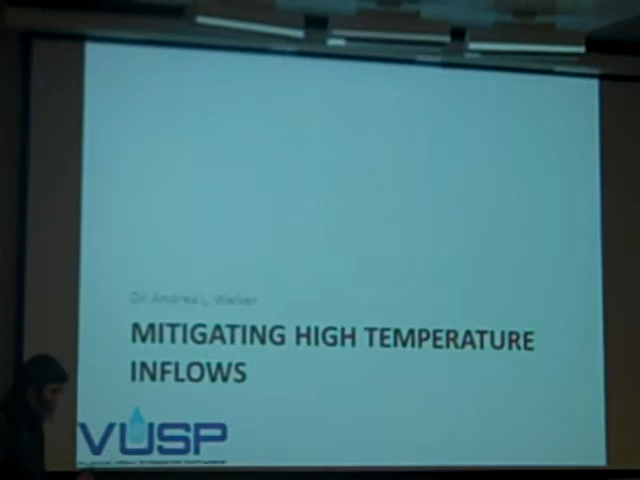 Dr. Andrea L. Welker
MITIGATING HIGH TEMPERATURE
INFLOWS
VUSP